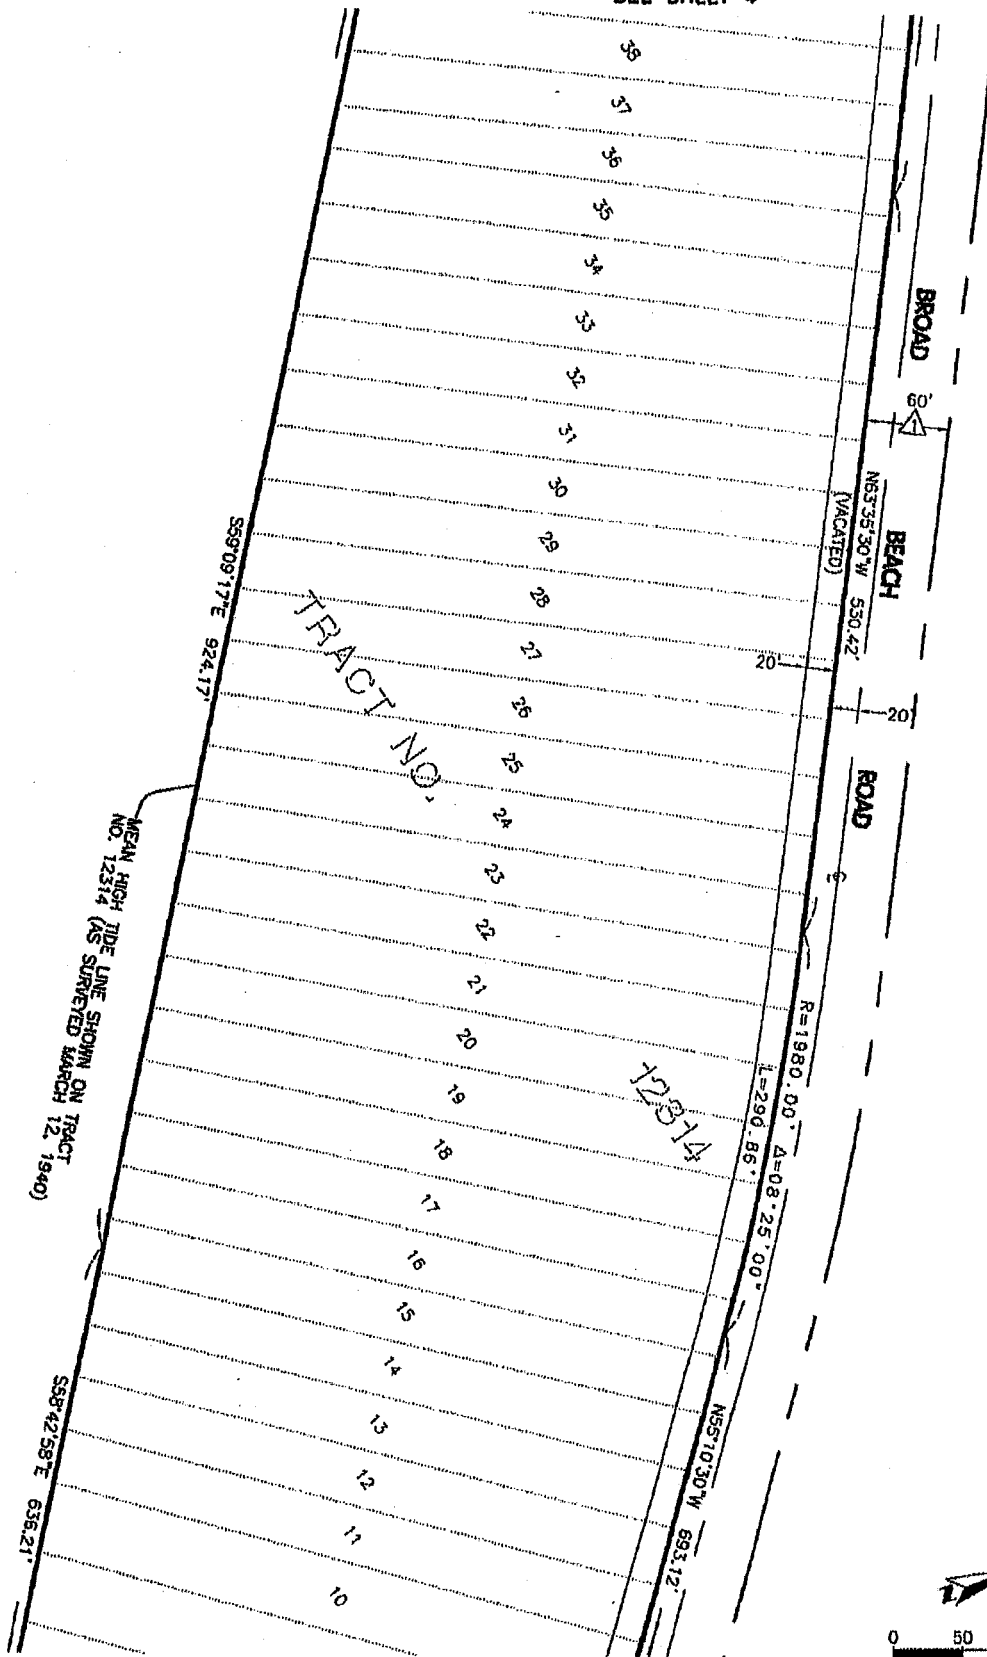 38
37
36
35
34
33
32
31
30
29
28
27
26
25
24
23
22
21
20
19
18
17
16
15
14
13
12
11
10
BROAD
60'
1
BEACH
N63°35'30"W 530.42'
(VACATED)
20'
20'
ROAD
℄
R=1980.00' Δ=08°25'00"
L=290.86'
N55°10'30"W 693.12'
S59°09'17"E 924.17'
TRACT NO.
12314
MEAN HIGH TIDE LINE SHOWN ON TRACT
NO. 12314 (AS SURVEYED MARCH 12, 1940)
S58°42'58"E 636.21'
0 50